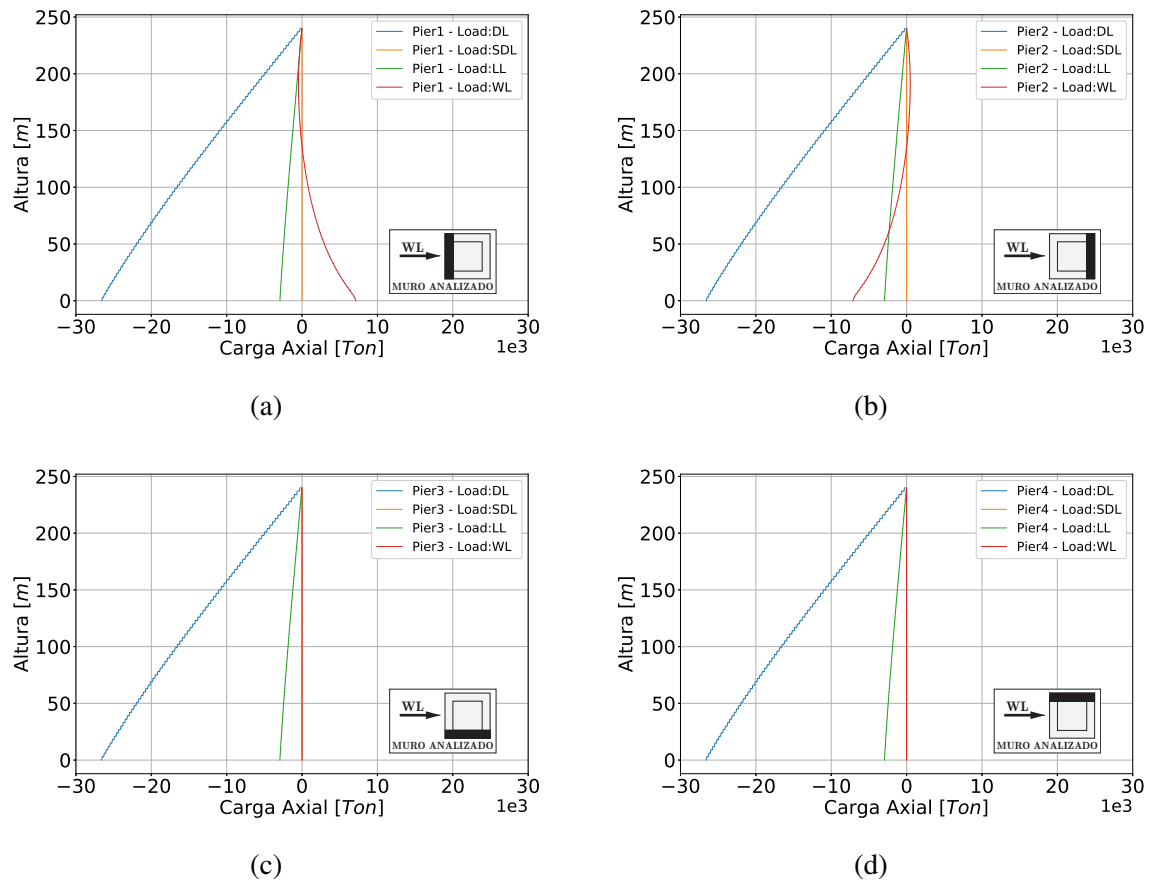 250
200
150
100
50
0
Altura [m]
−30
−20
−10
0
10
20
30
Carga Axial [Ton]
1e3
Pier1 - Load:DL
Pier1 - Load:SDL
Pier1 - Load:LL
Pier1 - Load:WL
WL
MURO ANALIZADO
(a)
250
200
150
100
50
0
Altura [m]
−30
−20
−10
0
10
20
30
Carga Axial [Ton]
1e3
Pier2 - Load:DL
Pier2 - Load:SDL
Pier2 - Load:LL
Pier2 - Load:WL
WL
MURO ANALIZADO
(b)
250
200
150
100
50
0
Altura [m]
−30
−20
−10
0
10
20
30
Carga Axial [Ton]
1e3
Pier3 - Load:DL
Pier3 - Load:SDL
Pier3 - Load:LL
Pier3 - Load:WL
WL
MURO ANALIZADO
(c)
250
200
150
100
50
0
Altura [m]
−30
−20
−10
0
10
20
30
Carga Axial [Ton]
1e3
Pier4 - Load:DL
Pier4 - Load:SDL
Pier4 - Load:LL
Pier4 - Load:WL
WL
MURO ANALIZADO
(d)